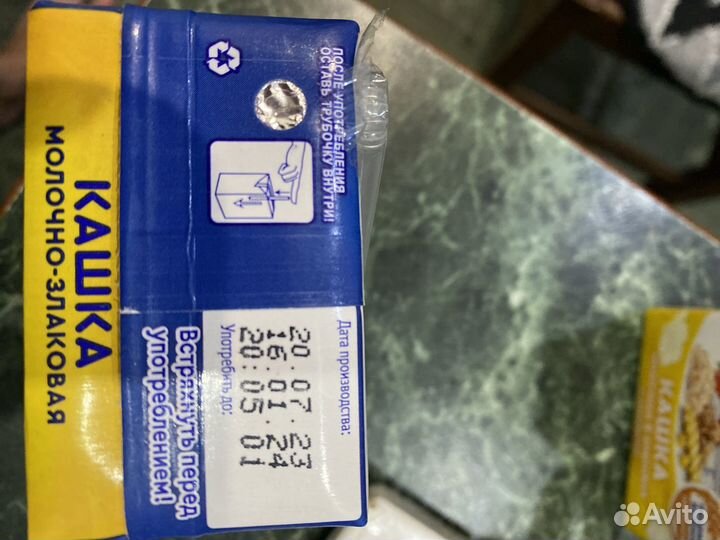 КАШКА
МОЛОЧНО-ЗЛАКОВАЯ
ПОСЛЕ УПОТРЕБЛЕНИЯ
ОСТАВЬ ТРУБОЧКУ ВНУТРИ!
Дата производства:
20.07.23
16.01.24
20:05 01
Употребить до:
Встряхнуть перед
употреблением!
КАШКА
Avito